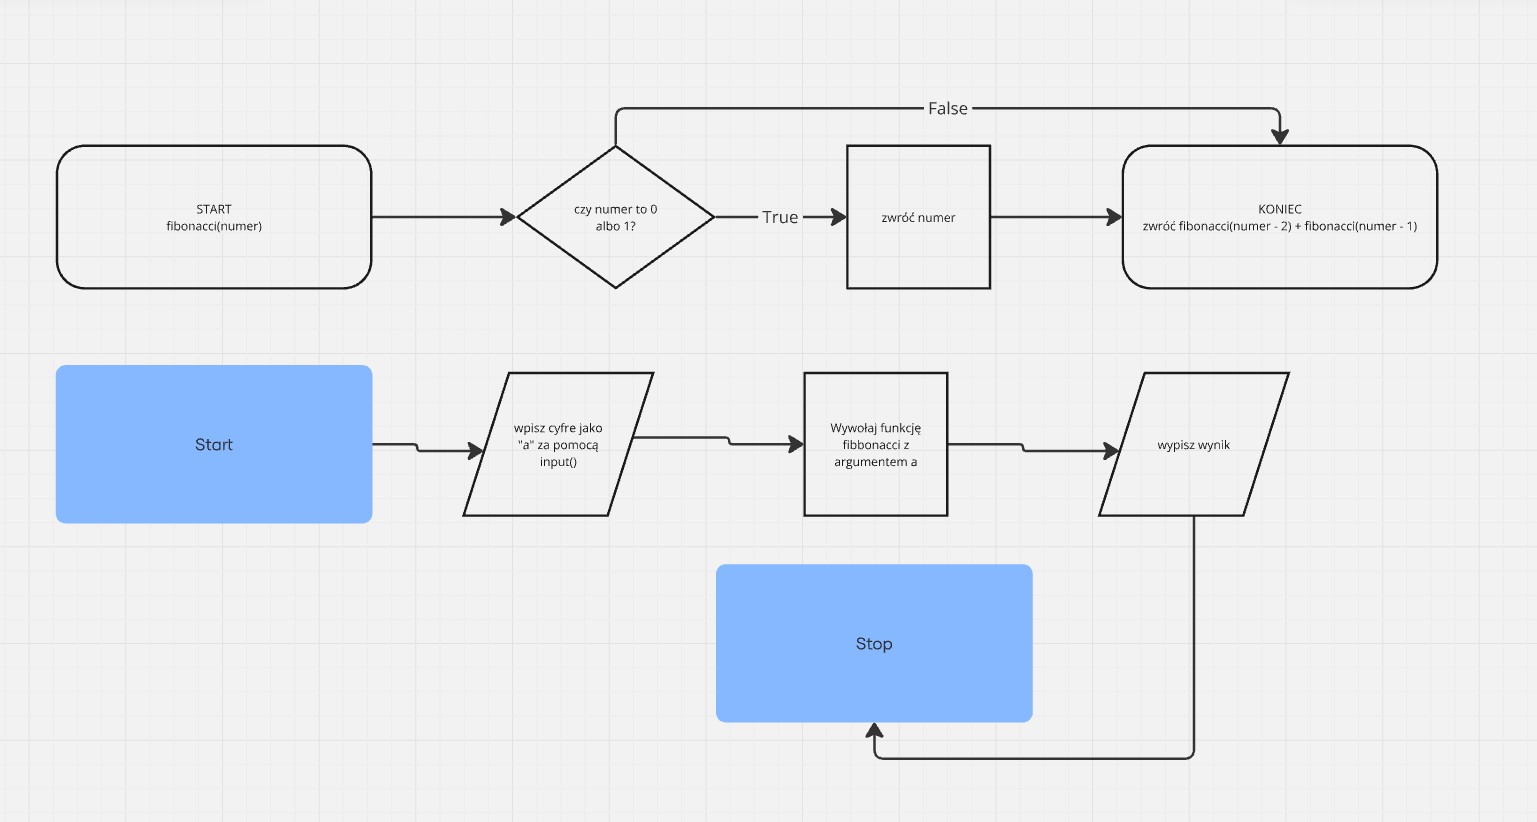 False
START
fibonacci(numer)
czy numer to 0
albo 1?
True
zwróć numer
KONIEC
zwróć fibonacci(numer - 2) + fibonacci(numer - 1)
Start
wpisz cyfre jako
"a" za pomocą
input()
Wywołaj funkcję
fibbonacci z
argumentem a
wypisz wynik
Stop